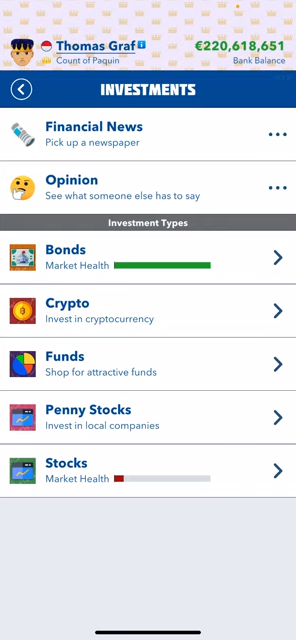 Thomas Graf
€220,618,651
Count of Paquin
Bank Balance
INVESTMENTS
Financial News
Pick up a newspaper
Opinion
See what someone else has to say
Investment Types
Bonds
Market Health
Crypto
Invest in cryptocurrency
Funds
Shop for attractive funds
Penny Stocks
Invest in local companies
Stocks
Market Health